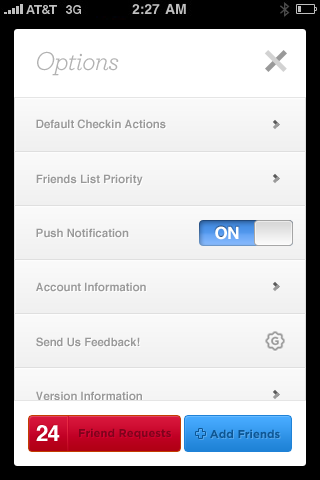 AT&T 3G 2:27 AM
Options
Default Checkin Actions
Friends List Priority
Push Notification ON
Account Information
Send Us Feedback! G
Version Information
24 Friend Requests Add Friends